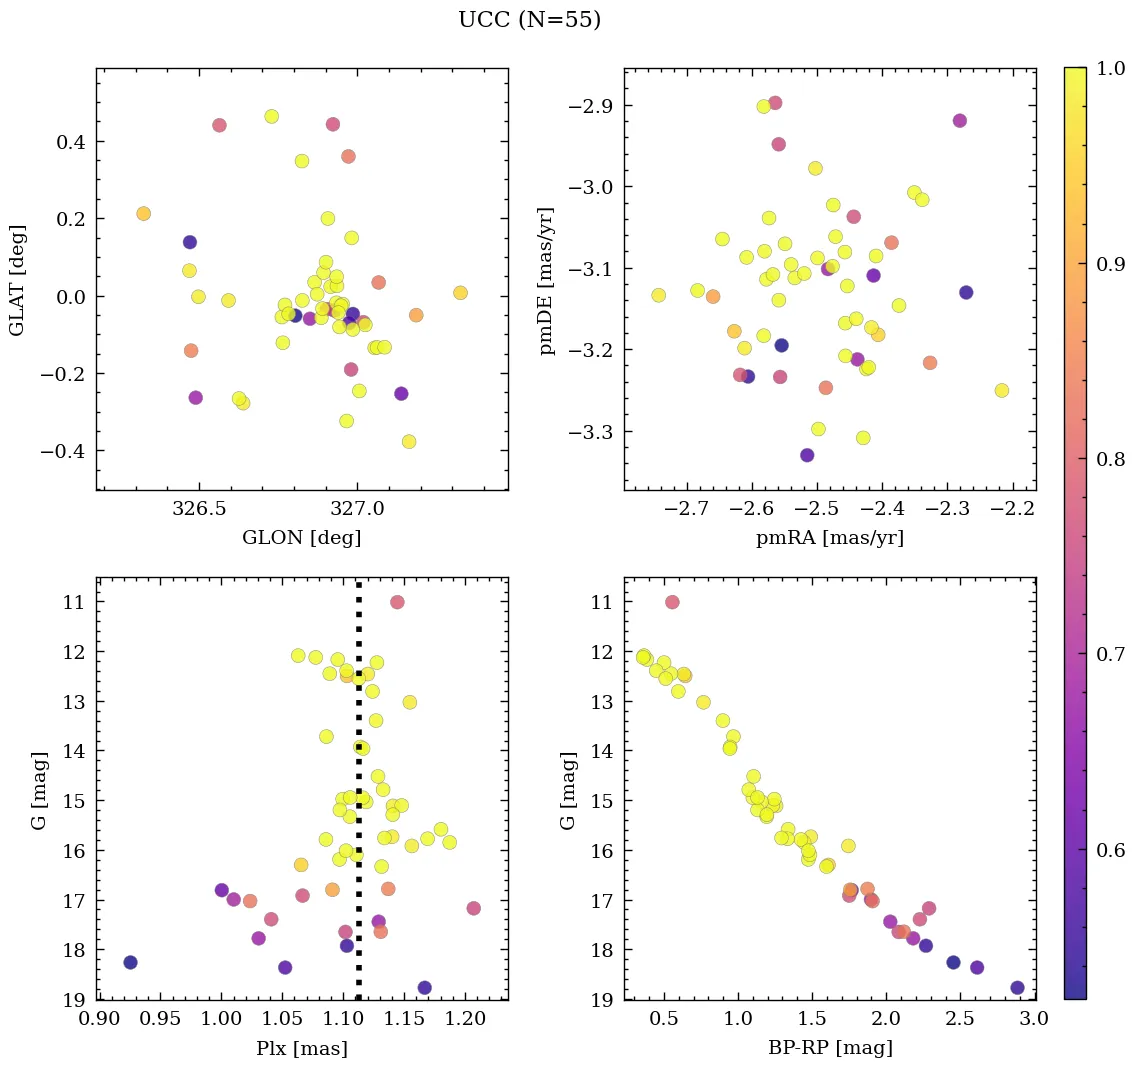 UCC (N=55)
0.4
0.2
0.0
−0.2
−0.4
GLAT [deg]
326.5 327.0
GLON [deg]
−2.9
−3.0
−3.1
−3.2
−3.3
pmDE [mas/yr]
−2.7 −2.6 −2.5 −2.4 −2.3 −2.2
pmRA [mas/yr]
1.0
0.9
0.8
0.7
0.6
11
12
13
14
15
16
17
18
19
G [mag]
0.90 0.95 1.00 1.05 1.10 1.15 1.20
Plx [mas]
11
12
13
14
15
16
17
18
19
G [mag]
0.5 1.0 1.5 2.0 2.5 3.0
BP-RP [mag]